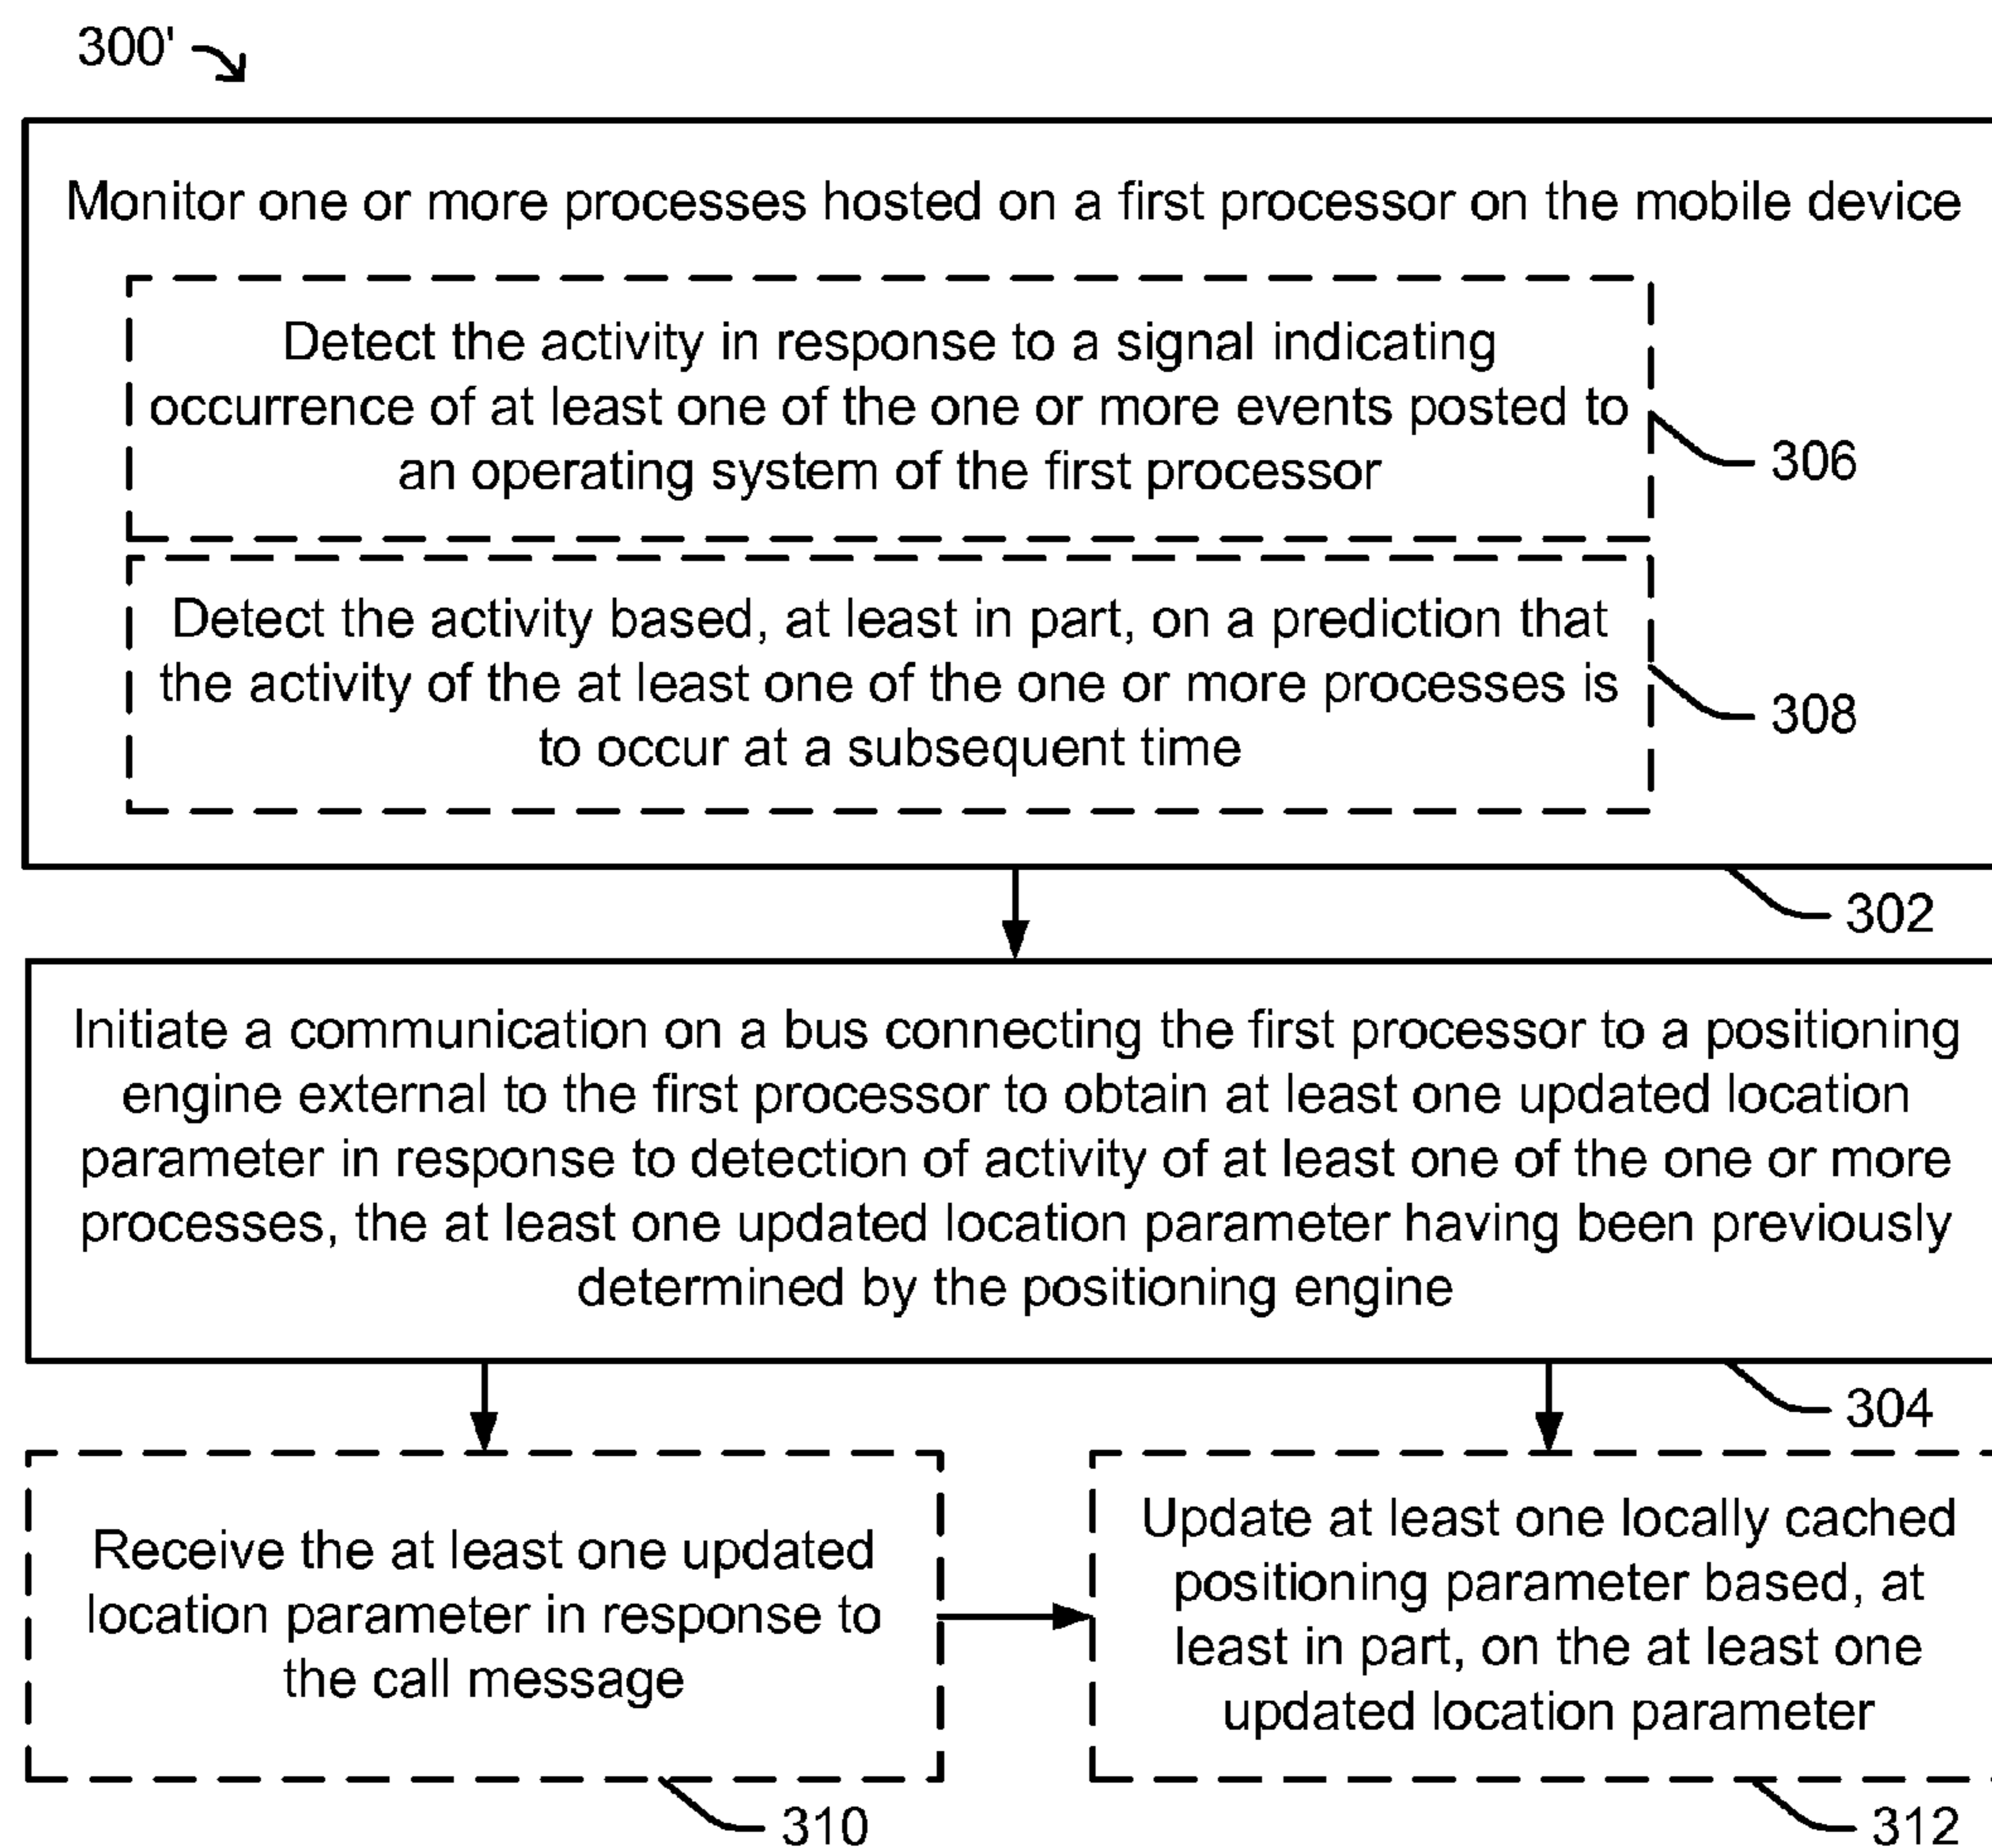 300'
Monitor one or more processes hosted on a first processor on the mobile device
Detect the activity in response to a signal indicating
occurrence of at least one of the one or more events posted to
an operating system of the first processor
306
Detect the activity based, at least in part, on a prediction that
the activity of the at least one of the one or more processes is
to occur at a subsequent time
308
302
Initiate a communication on a bus connecting the first processor to a positioning
engine external to the first processor to obtain at least one updated location
parameter in response to detection of activity of at least one of the one or more
processes, the at least one updated location parameter having been previously
determined by the positioning engine
304
Receive the at least one updated
location parameter in response to
the call message
310
Update at least one locally cached
positioning parameter based, at
least in part, on the at least one
updated location parameter
312